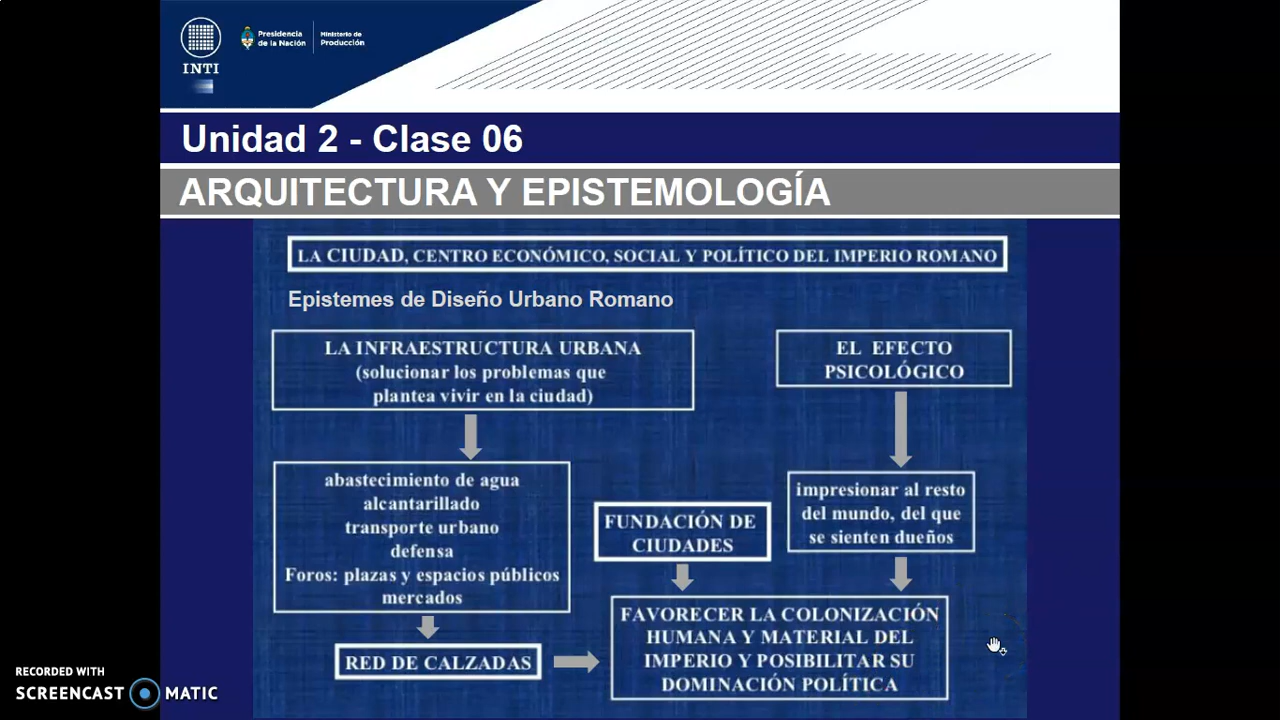 INTI
Presidencia
de la Nación
Ministerio de
Producción
Unidad 2 - Clase 06
ARQUITECTURA Y EPISTEMOLOGÍA
LA CIUDAD, CENTRO ECONÓMICO, SOCIAL Y POLÍTICO DEL IMPERIO ROMANO
Epistemes de Diseño Urbano Romano
LA INFRAESTRUCTURA URBANA
(solucionar los problemas que
plantea vivir en la ciudad)
EL EFECTO
PSICOLÓGICO
abastecimiento de agua
alcantarillado
transporte urbano
defensa
Foros: plazas y espacios públicos
mercados
FUNDACIÓN DE
CIUDADES
impresionar al resto
del mundo, del que
se sienten dueños
RED DE CALZADAS
FAVORECER LA COLONIZACIÓN
HUMANA Y MATERIAL DEL
IMPERIO Y POSIBILITAR SU
DOMINACIÓN POLÍTICA
RECORDED WITH
SCREENCAST MATIC